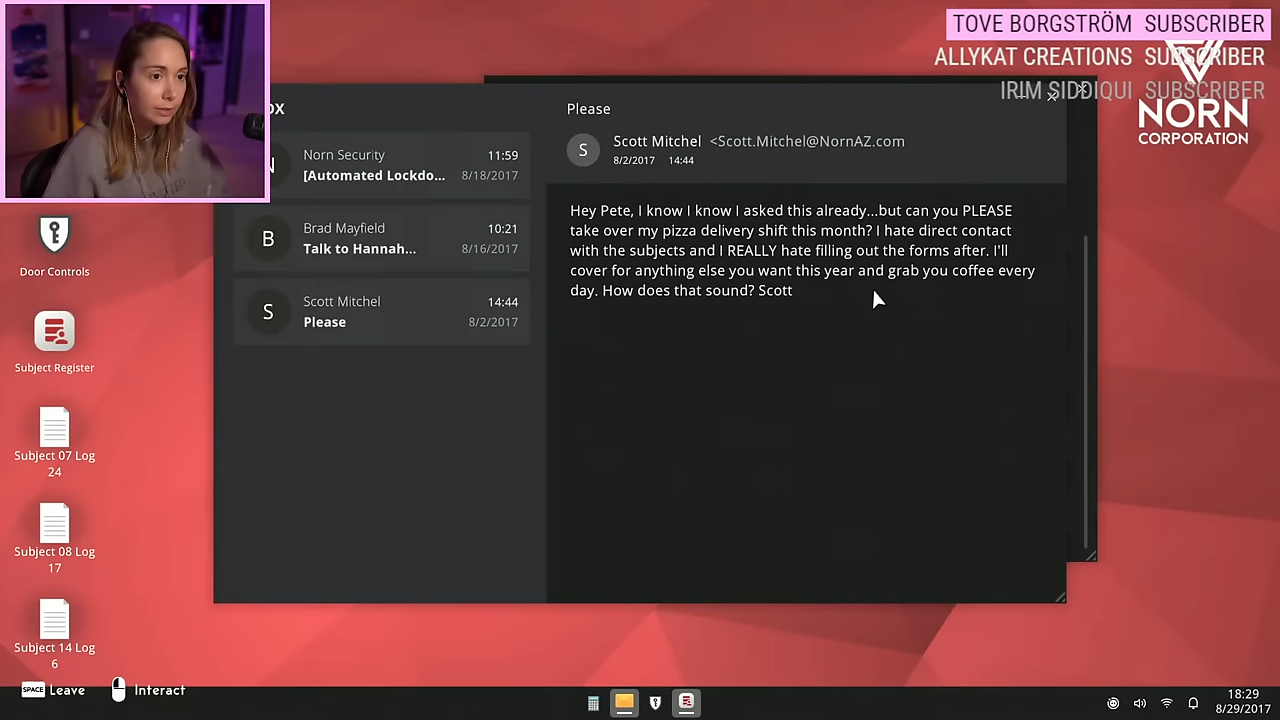 TOVE BORGSTRÖM SUBSCRIBER
ALLYKAT CREATIONS SUBSCRIBER
IRIM SIDDIQUI SUBSCRIBER
NORN
CORPORATION
OX
Norn Security 11:59
[Automated Lockdo... 8/18/2017
B
Brad Mayfield 10:21
Talk to Hannah... 8/16/2017
S
Scott Mitchel 14:44
Please 8/2/2017
Please
S
Scott Mitchel <Scott.Mitchel@NornAZ.com
8/2/2017 14:44
Hey Pete, I know I know I asked this already...but can you PLEASE
take over my pizza delivery shift this month? I hate direct contact
with the subjects and I REALLY hate filling out the forms after. I'll
cover for anything else you want this year and grab you coffee every
day. How does that sound? Scott
Door Controls
Subject Register
Subject 07 Log
24
Subject 08 Log
17
Subject 14 Log
6
SPACE Leave Interact
18:29
8/29/2017